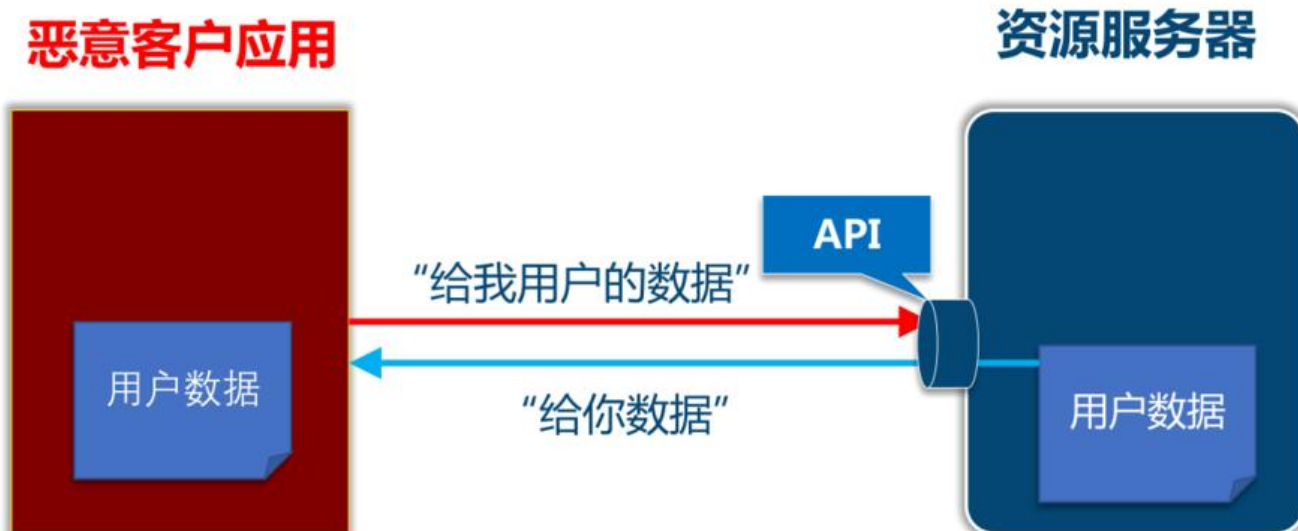 恶意客户应用
资源服务器
API
“给我用户的数据”
用户数据
“给你数据”
用户数据